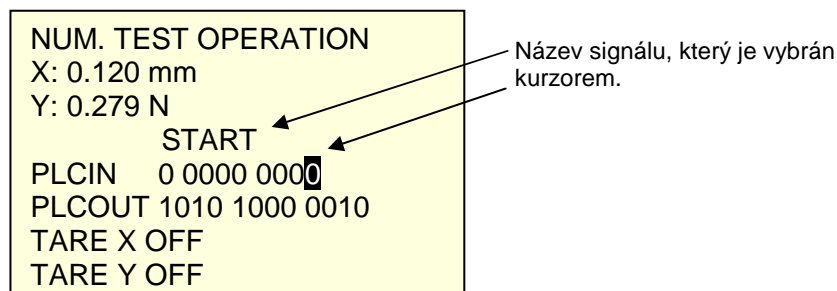 NUM. TEST OPERATION
X: 0.120 mm
Y: 0.279 N
START
PLCIN 0 0000 0000
PLCOUT 1010 1000 0010
TARE X OFF
TARE Y OFF
Název signálu, který je vybrán
kurzorem.